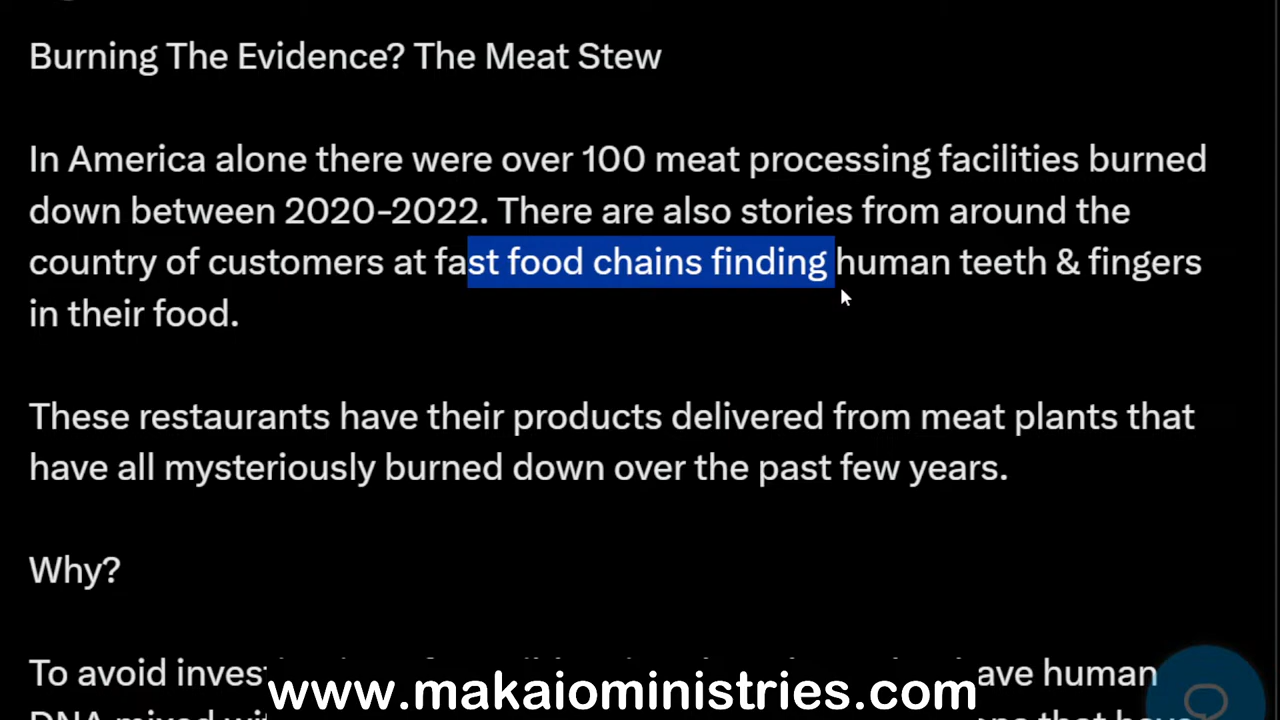 Burning The Evidence? The Meat Stew
In America alone there were over 100 meat processing facilities burned
down between 2020-2022. There are also stories from around the
country of customers at fast food chains finding human teeth & fingers
in their food.
These restaurants have their products delivered from meat plants that
have all mysteriously burned down over the past few years.
Why?
To avoid human
www.makaiominists.com